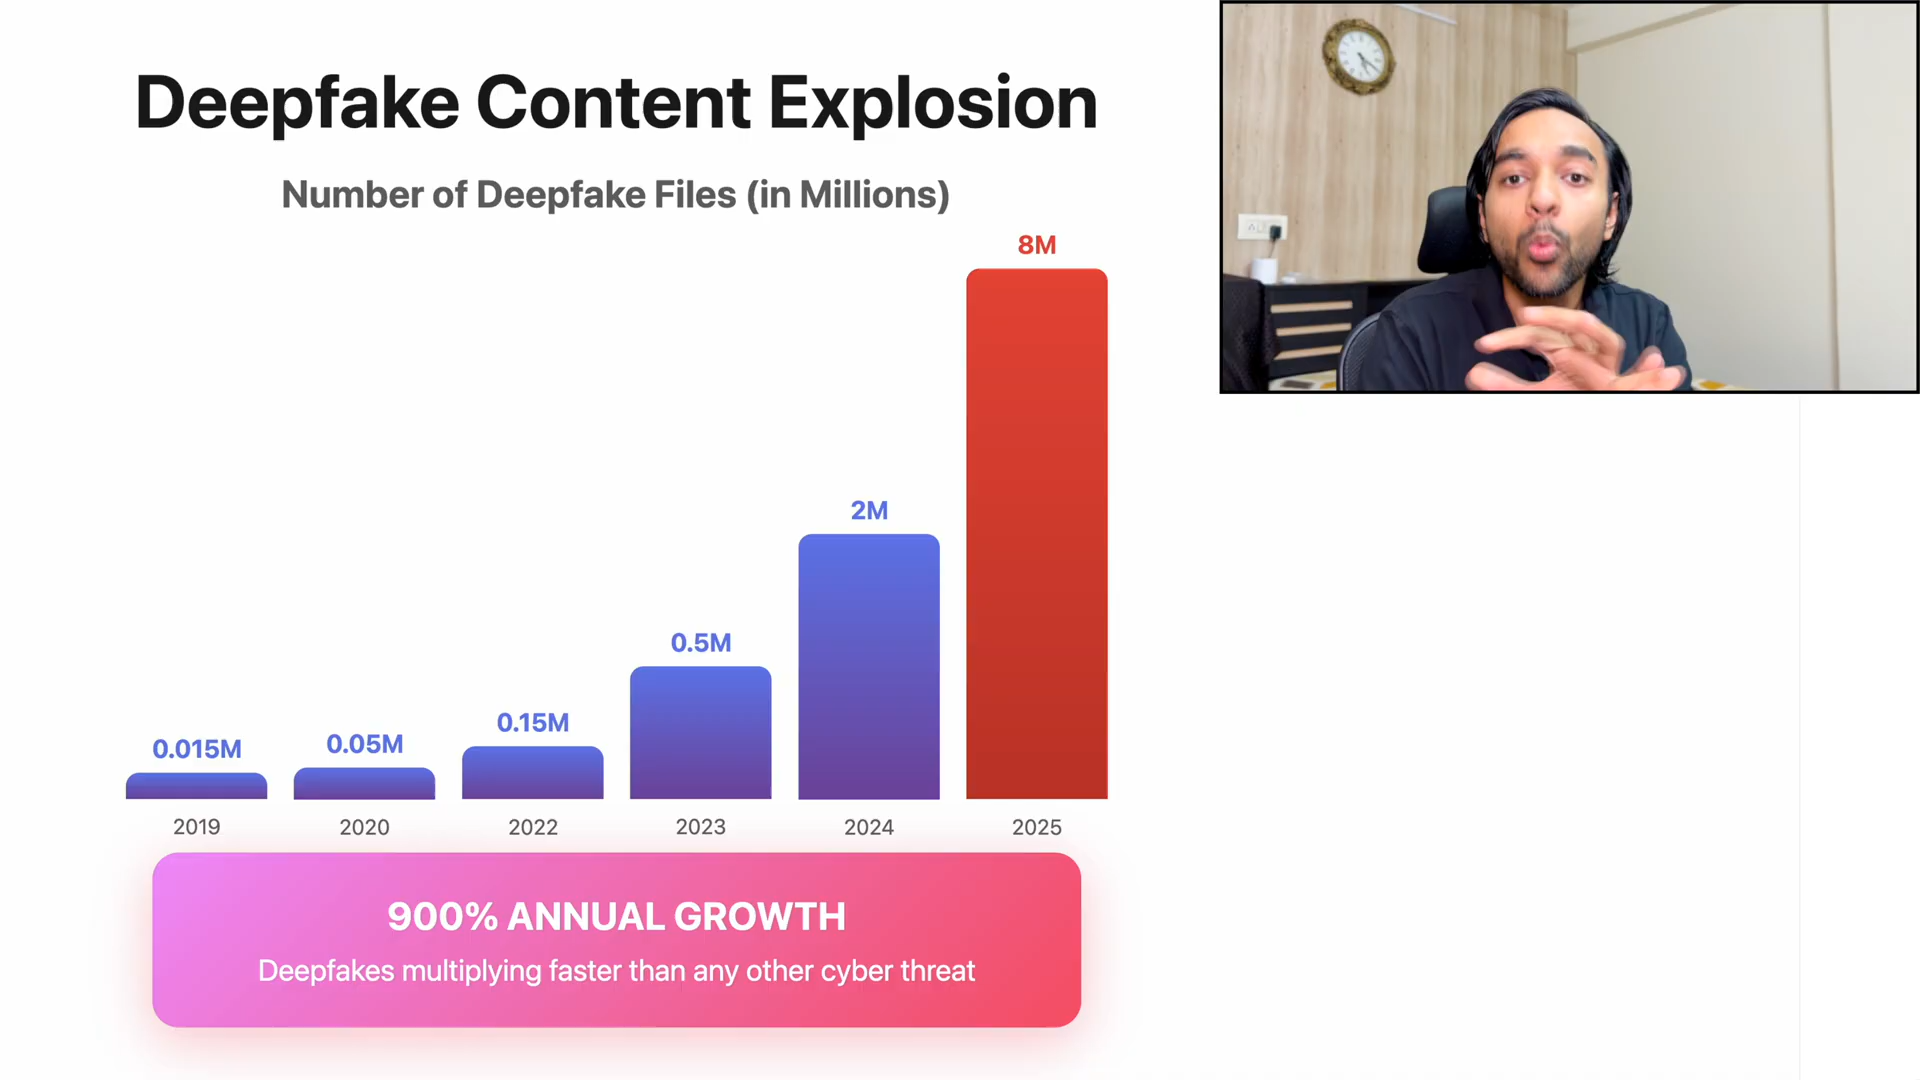 Deepfake Content Explosion
Number of Deepfake Files (in Millions)
8M
2M
0.5M
0.15M
0.05M
0.015M
2019 2020 2022 2023 2024 2025
900% ANNUAL GROWTH
Deepfakes multiplying faster than any other cyber threat